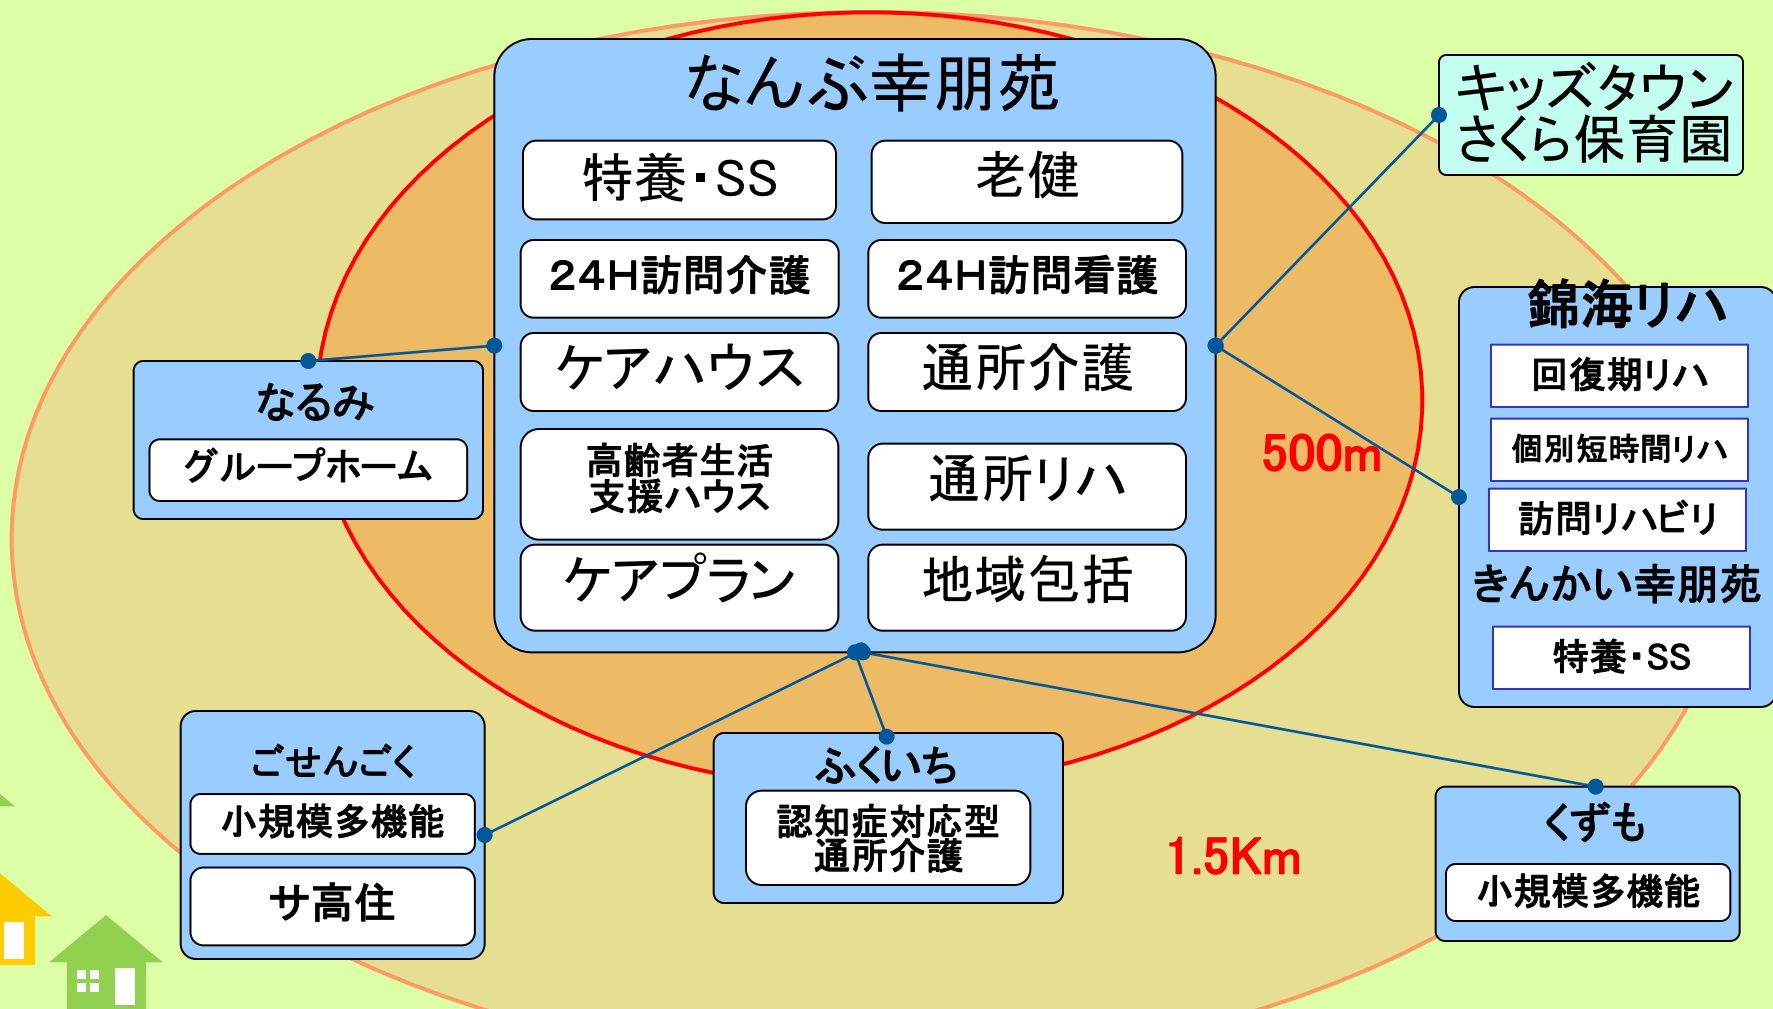 なんぶ幸朋苑
特養・SS
老健
24H訪問介護
24H訪問看護
ケアハウス
通所介護
高齢者生活
支援ハウス
通所リハ
ケアプラン
地域包括
キッズタウン
さくら保育園
錦海リハ
回復期リハ
個別短時間リハ
訪問リハビリ
きんかい幸朋苑
特養・SS
なるみ
グループホーム
500m
ごせんごく
小規模多機能
サ高住
ふくいち
認知症対応型
通所介護
1.5Km
くずも
小規模多機能